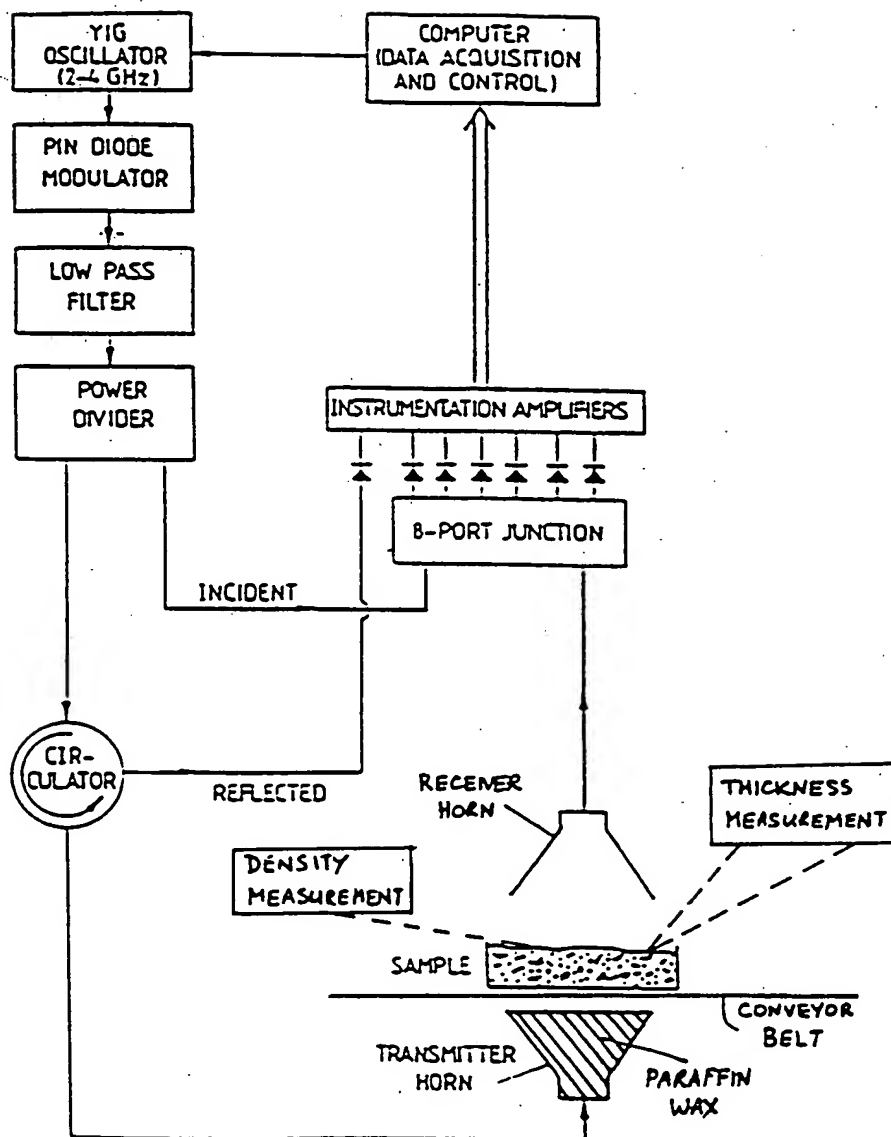 YIG
OSCILLATOR
(2-4 GHz)
COMPUTER
(DATA ACQUISITION
AND CONTROL)
PIN DIODE
MODULATOR
LOW PASS
FILTER
POWER
DIVIDER
INSTRUMENTATION AMPLIFIERS
8-PORT JUNCTION
INCIDENT
CIR-
CULATOR
REFLECTED
RECEIVER
HORN
THICKNESS
MEASUREMENT
DENSITY
MEASUREMENT
SAMPLE
CONVEYOR
BELT
TRANSMITTER
HORN
PARAFFIN
WAX